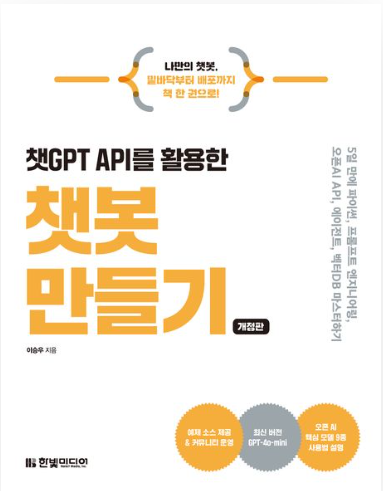 나만의 챗봇,
밑바닥부터 배포까지
책 한 권으로!
챗GPT API를 활용한
챗봇
만들기
개정판
이승우 지음
5일 만에 파이썬, 프롬프트 엔지니어링,
오픈AI API, 에이전트, 벡터DB 마스터하기
예제 소스 제공
& 커뮤니티 운영
최신 버전
GPT-4o-mini
오픈 AI
핵심 모델 9종
사용법 설명
한빛미디어